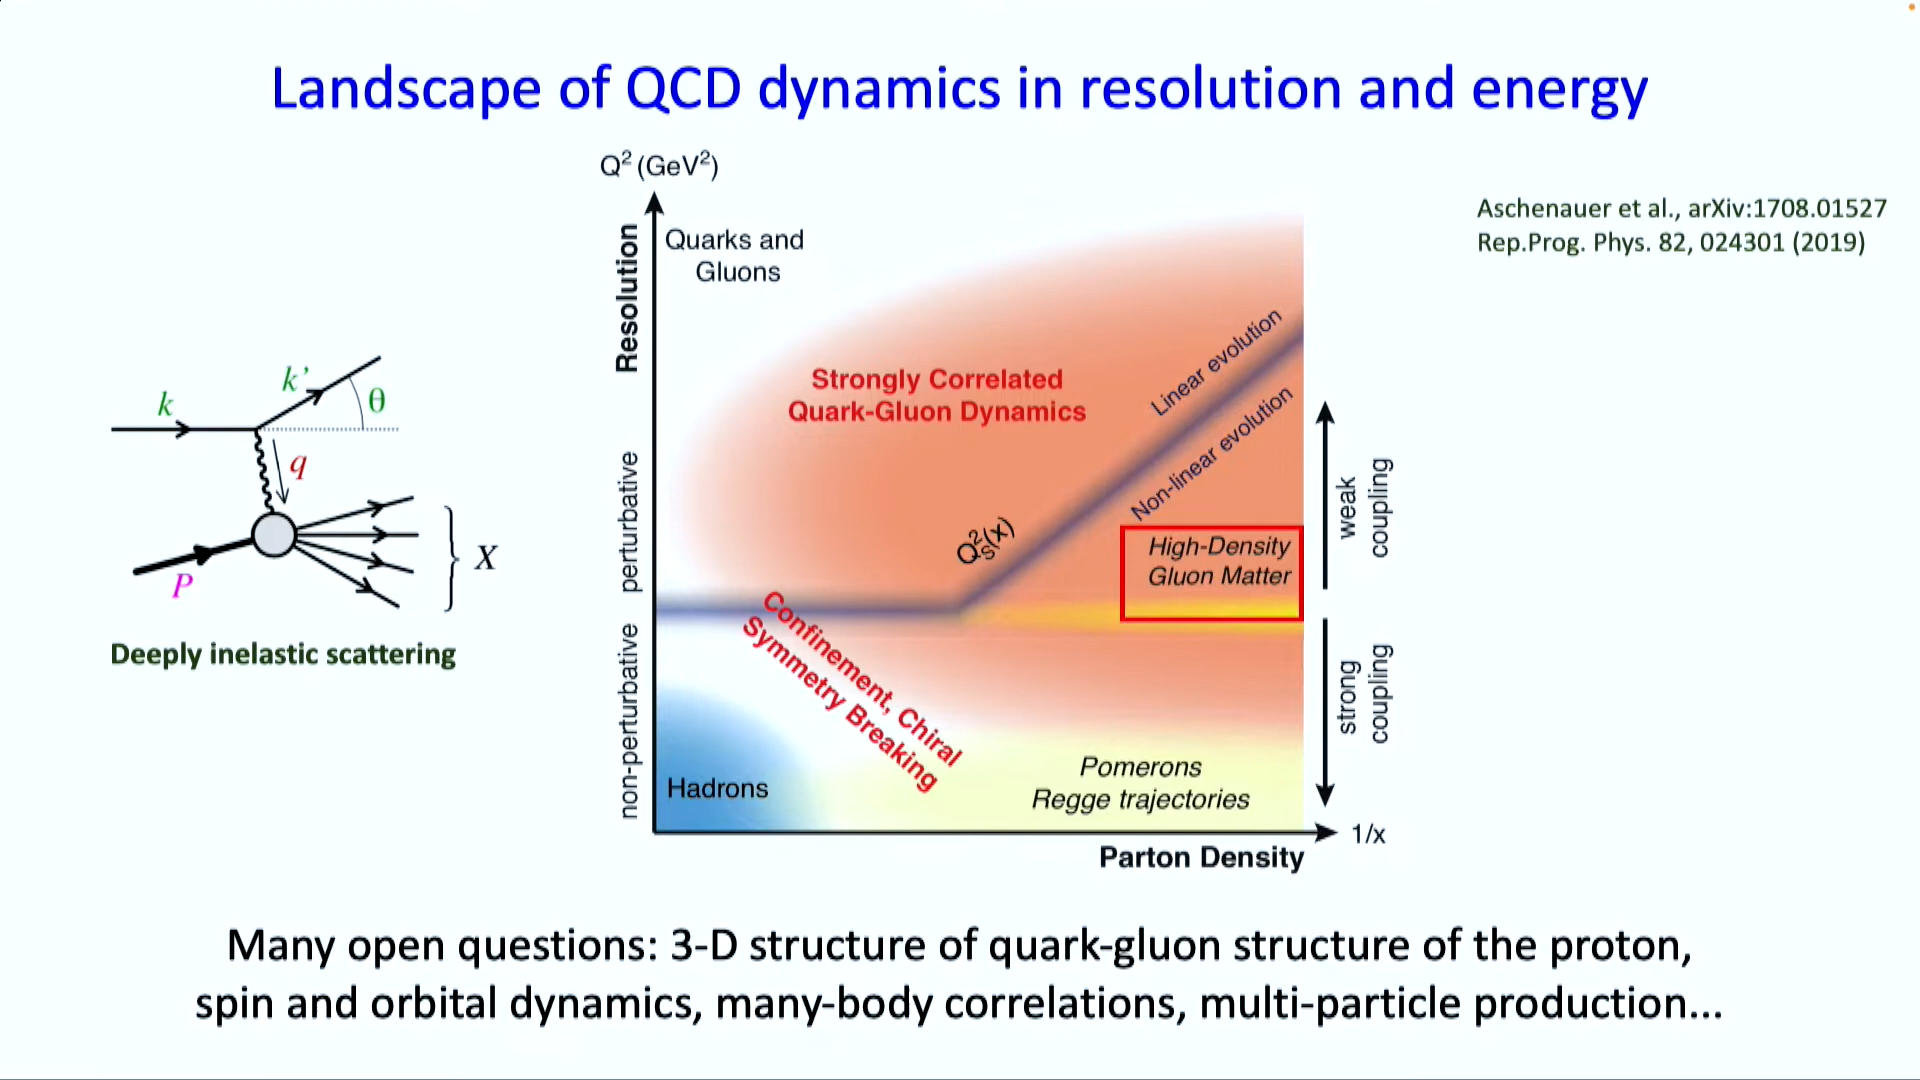 Landscape of QCD dynamics in resolution and energy
Q² (GeV²)
Resolution
Quarks and
Gluons
Aschenauer et al., arXiv:1708.01527
Rep.Prog. Phys. 82, 024301 (2019)
k
k’
θ
q
P
X
Deeply inelastic scattering
Strongly Correlated
Quark-Gluon Dynamics
Linear evolution
Non-linear evolution
Q²s(x)
High-Density
Gluon Matter
perturbative
non-perturbative
weak
coupling
strong
coupling
Confinement, Chiral
Symmetry Breaking
Hadrons
Pomerons
Regge trajectories
1/x
Parton Density
Many open questions: 3-D structure of quark-gluon structure of the proton,
spin and orbital dynamics, many-body correlations, multi-particle production...